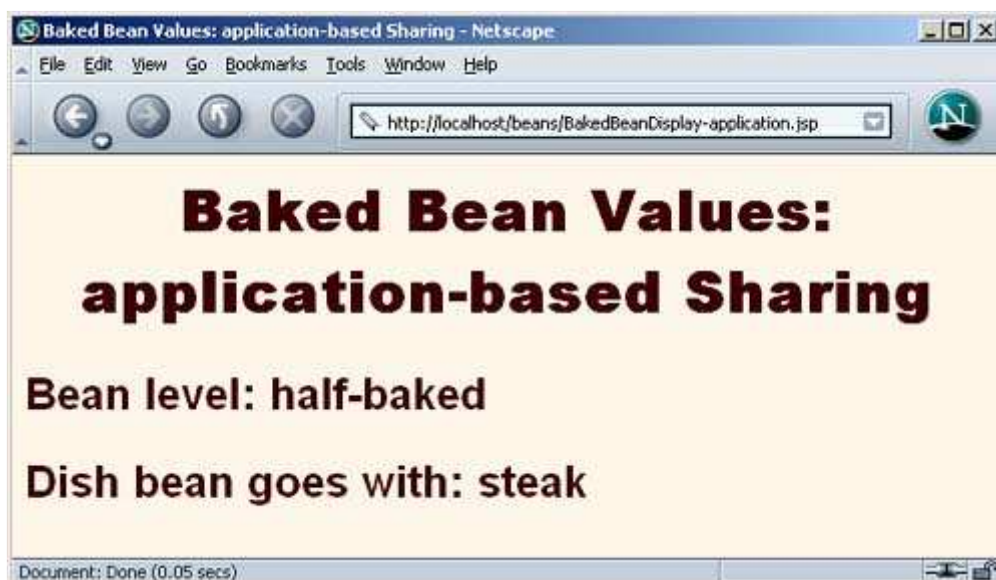 Baked Bean Values: application-based Sharing - Netscape
File Edit View Go Bookmarks Tools Window Help
http://localhost/beans/BakedBeanDisplay-application.jsp
N
Baked Bean Values:
application-based Sharing
Bean level: half-baked
Dish bean goes with: steak
Document: Done (0.05 secs)